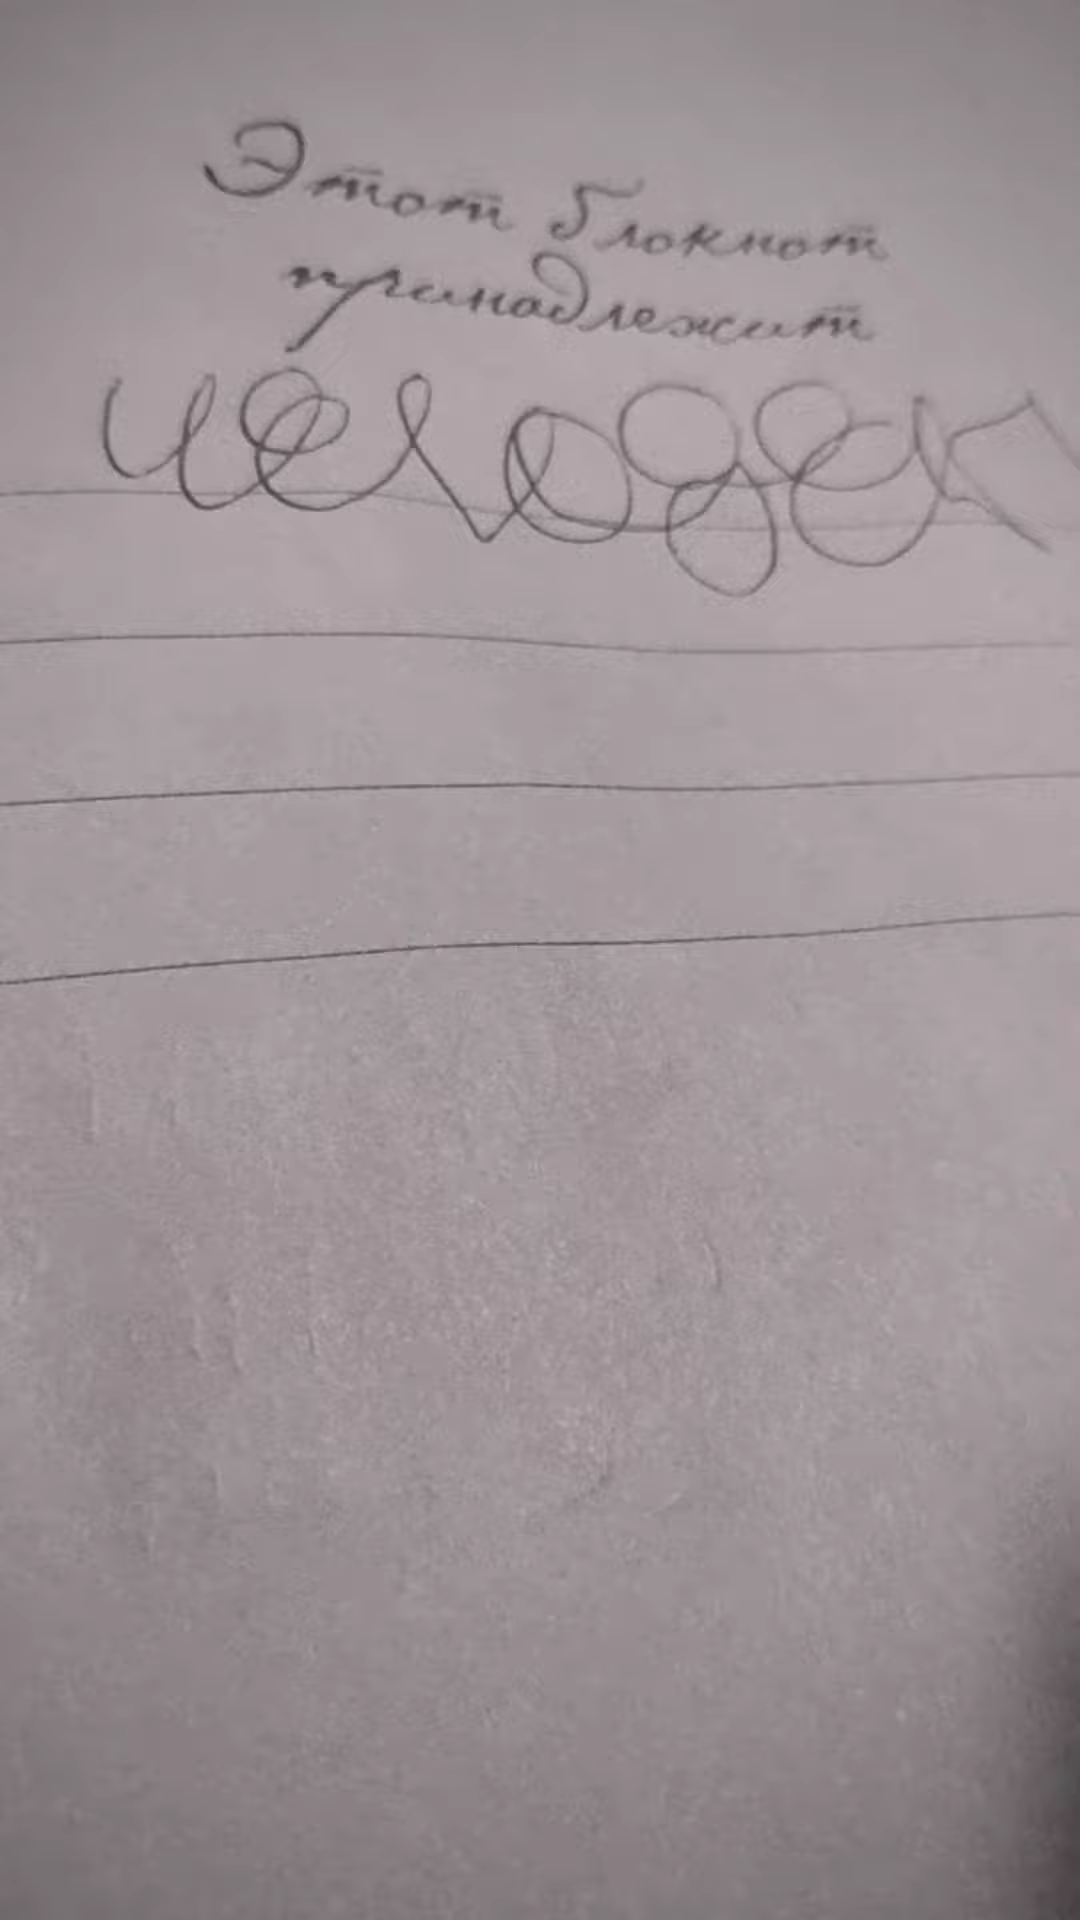 Этот блокнот
принадлежит